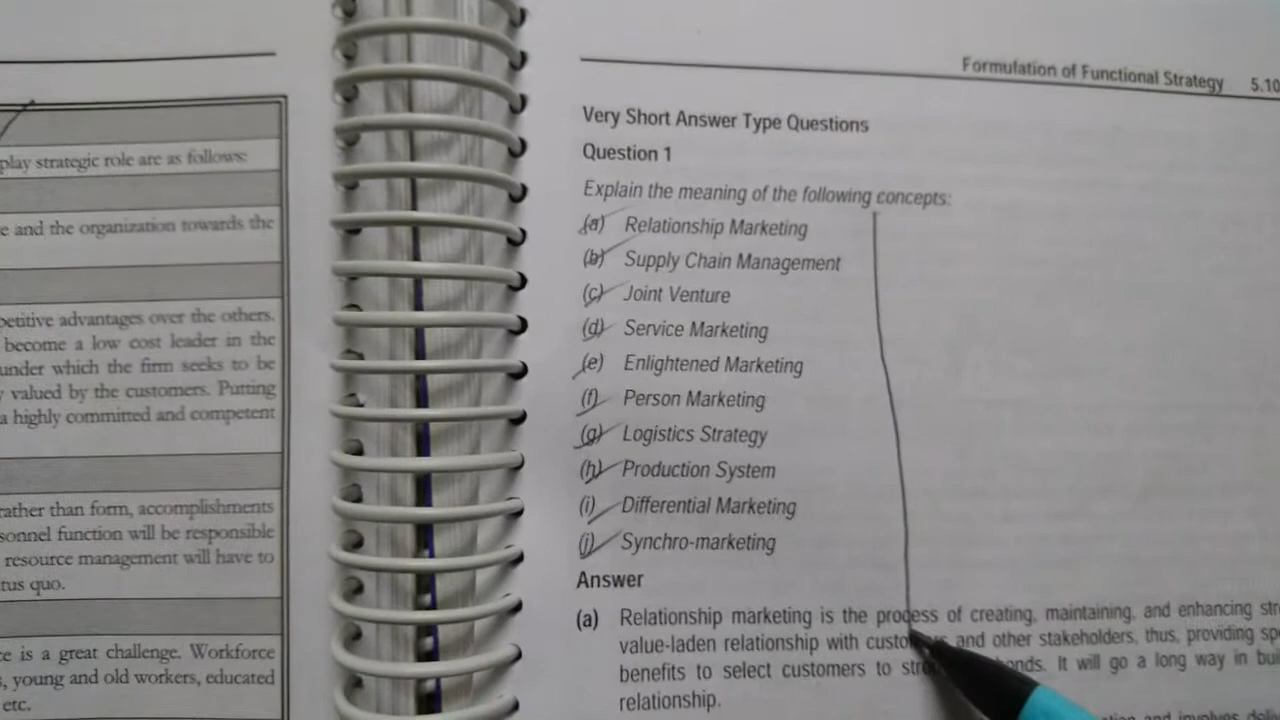 play strategic role are as follows:
e and the organization towards the
petitive advantages over the others.
become a low cost leader in the
under which the firm seeks to be
valued by the customers. Putting
a highly committed and competent
rather than form, accomplishments
sonnel function will be responsible
resource management will have to
tus quo.
ce is a great challenge. Workforce
s, young and old workers, educated
etc.
Formulation of Functional Strategy 5.10
Very Short Answer Type Questions
Question 1
Explain the meaning of the following concepts:
(a) Relationship Marketing
(b) Supply Chain Management
(c) Joint Venture
(d) Service Marketing
(e) Enlightened Marketing
(f) Person Marketing
(g) Logistics Strategy
(h) Production System
(i) Differential Marketing
(j) Synchro-marketing
Answer
(a) Relationship marketing is the process of creating, maintaining, and enhancing str
value-laden relationship with customers and other stakeholders, thus, providing sp
benefits to select customers to bonds. It will go a long way in bui
relationship.